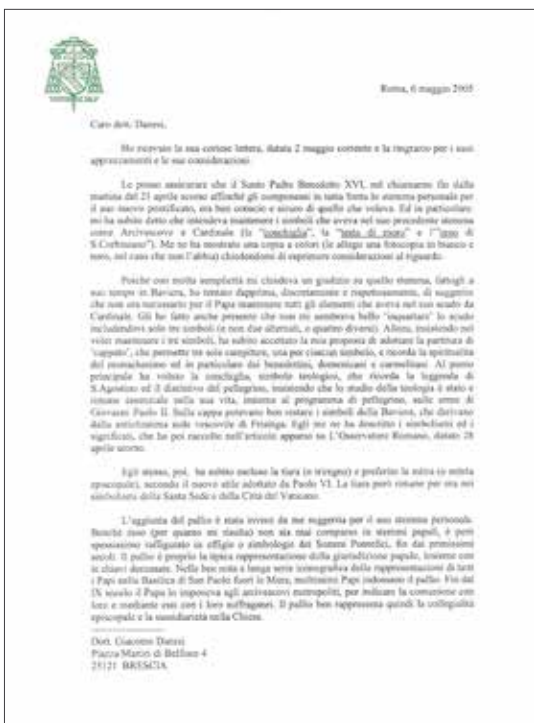 Roma, 6 maggio 2005
Caro dott. Danesi,
Ho ricevuto la sua cortese lettera, datata 2 maggio corrente e la ringrazio per i suoi
apprezzamenti e le sue considerazioni.
Le posso assicurare che il Santo Padre Benedetto XVI, nel chiamarmi fin dalla
mattina del 21 aprile scorso affinché gli componessi in tutta fretta lo stemma personale per
il suo nuovo pontificato, era ben conscio e sicuro di quello che voleva. Ed in particolare:
mi ha subito detto che intendeva mantenere i simboli che aveva nel suo precedente stemma
come Arcivescovo e Cardinale (la "conchiglia", la "testa di moro" e l'"orso di
S.Corbiniano"). Me ne ha mostrato una copia a colori (le allego una fotocopia in bianco e
nero, nel caso che non l'abbia) chiedendomi di esprimere considerazioni al riguardo.
Poiché con molta semplicità mi chiedeva un giudizio su quello stemma, fattogli a
suo tempo in Baviera, ho tentato dapprima, discretamente e rispettosamente, di suggerire
che non era necessario per il Papa mantenere tutti gli elementi che aveva nel suo scudo da
Cardinale. Gli ho fatto anche presente che non mi sembrava bello "inquartare" lo scudo
includendovi solo tre simboli (e non due alternati, o quattro diversi). Allora, insistendo nel
voler mantenere i tre simboli, ha subito accettato la mia proposta di adottare la partitura di
"cappato", che permette tre sole campiture, una per ciascun simbolo, e ricorda la spiritualità
del monachesimo ed in particolare dei benedettini, domenicani e carmelitani. Al punto
principale ha voluto la conchiglia, simbolo teologico, che ricorda la leggenda di
S.Agostino ed il distintivo del pellegrino, insistendo che lo studio della teologia è stato e
rimane essenziale nella sua vita, insieme al programma di pellegrino, sulle orme di
Giovanni Paolo II. Sulla cappa potevano ben restare i simboli della Baviera, che derivano
dalla antichissima sede vescovile di Frisinga. Egli me ne ha descritto i simbolismi ed i
significati, che ho poi raccolto nell'articolo apparso su L'Osservatore Romano, datato 28
aprile scorso.
Egli stesso, poi, ha subito escluso la tiara (o triregno) e preferito la mitra (o mitria
episcopale), secondo il nuovo stile adottato da Paolo VI. La tiara però rimane per ora nei
simbolismi della Santa Sede e della Città del Vaticano.
L'aggiunta del pallio è stata invece da me suggerita per il suo stemma personale.
Benché esso (per quanto mi risulta) non sia mai comparso in stemmi papali, è però
spessissimo raffigurato in effigie o simbologie dei Sommi Pontefici, fin dai primissimi
secoli. Il pallio è proprio la tipica rappresentazione della giurisdizione papale, insieme con
le chiavi decussate. Nella ben nota e lunga serie iconografica delle rappresentazioni di tutti
i Papi nella Basilica di San Paolo fuori le Mura, moltissimi Papi indossano il pallio. Fin dal
IX secolo il Papa lo imponeva agli arcivescovi metropoliti, per indicare la comunione con
loro e mediante essi con i loro suffraganei. Il pallio ben rappresenta quindi la collegialità
episcopale e la sussidiarietà nella Chiesa.
Dott. Giacomo Danesi
Piazza Martiri di Belfiore 4
25121 BRESCIA